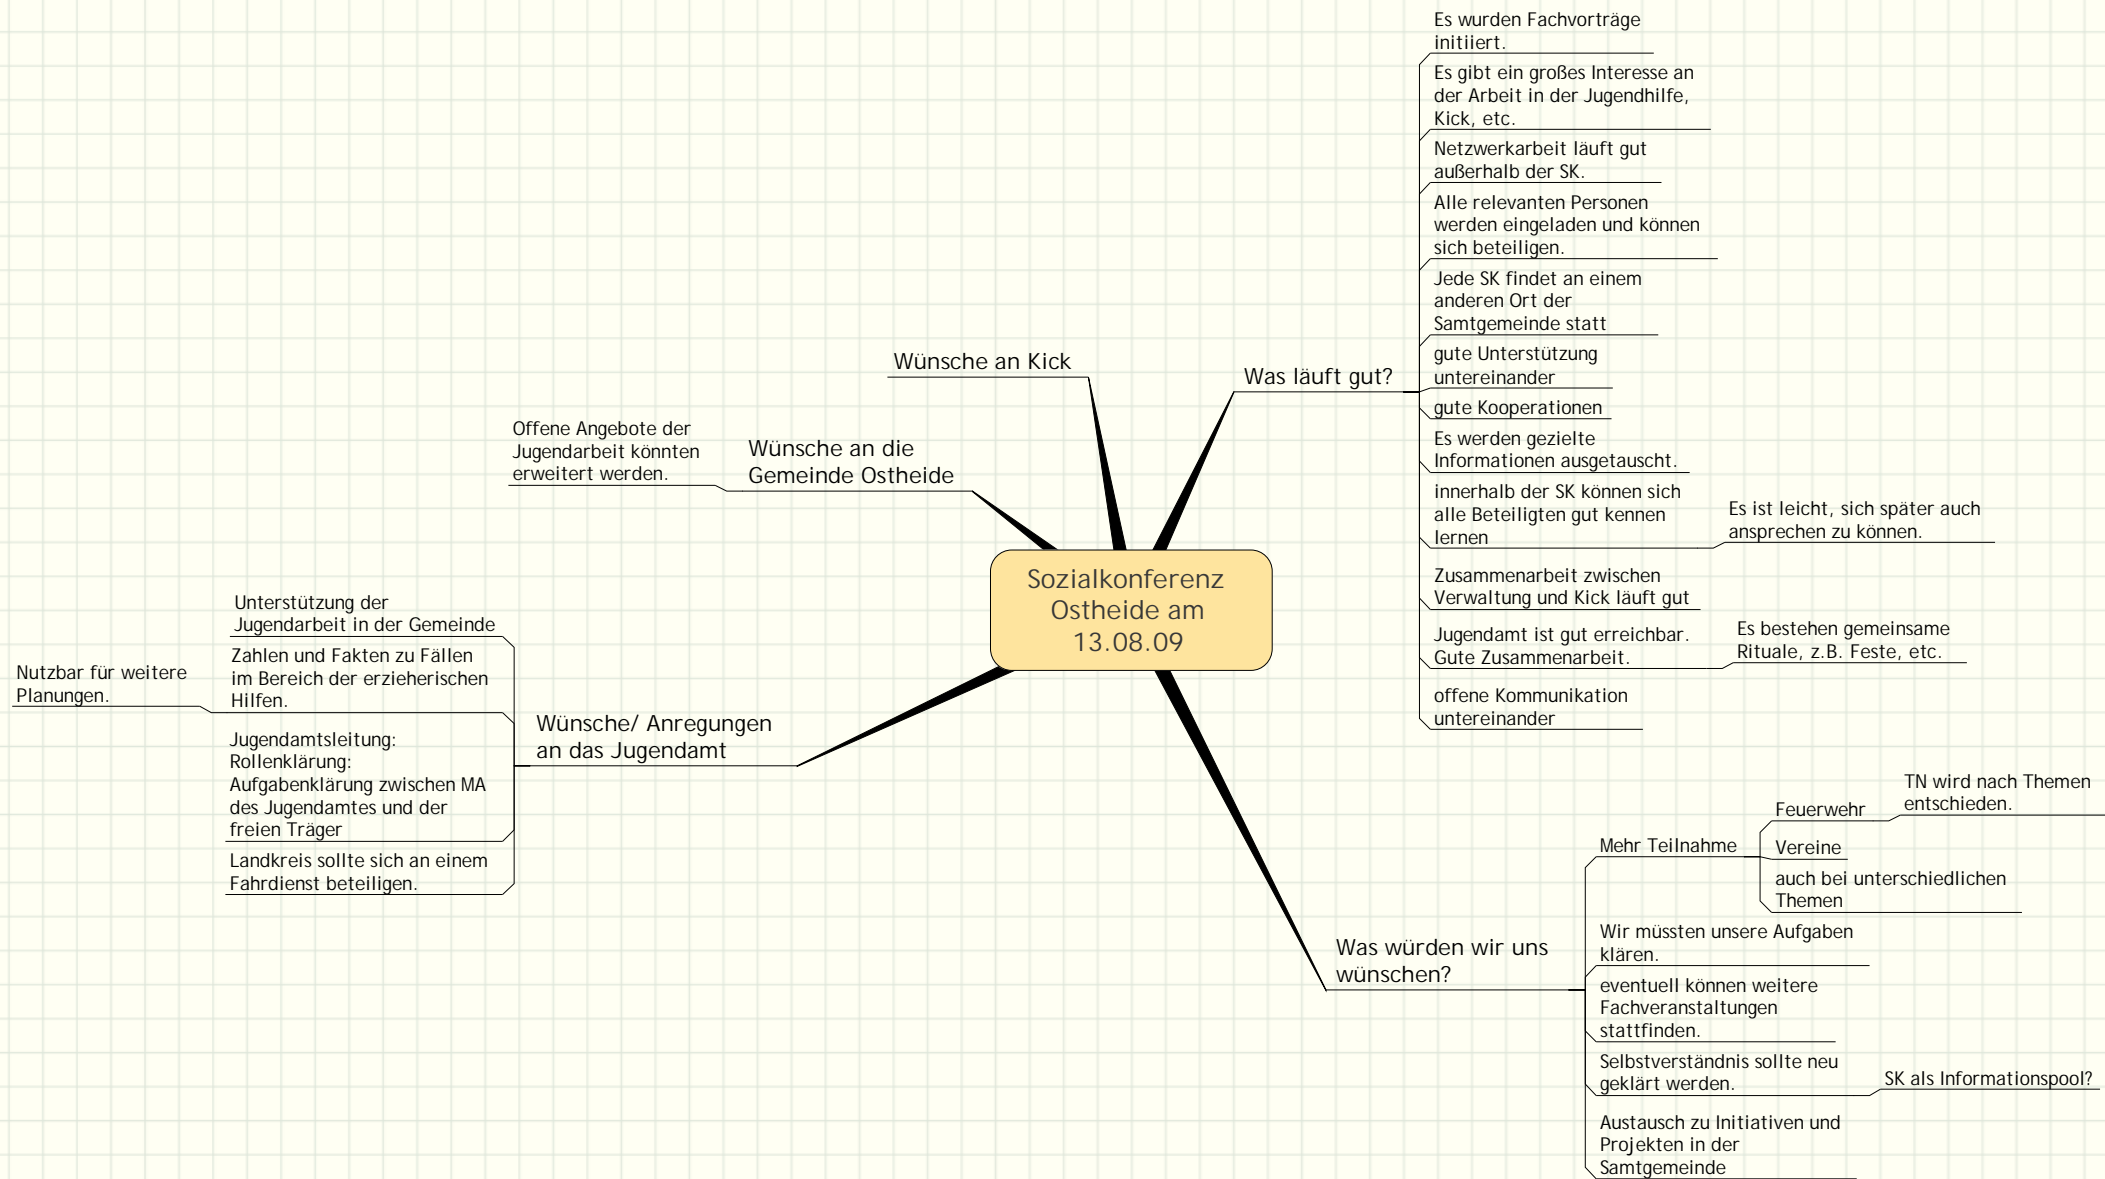 Sozialkonferenz
Ostheide am
13.08.09
Was läuft gut?
Es wurden Fachvorträge
initiiert.
Es gibt ein großes Interesse an
der Arbeit in der Jugendhilfe,
Kick, etc.
Netzwerkarbeit läuft gut
außerhalb der SK.
Alle relevanten Personen
werden eingeladen und können
sich beteiligen.
Jede SK findet an einem
anderen Ort der
Samtgemeinde statt
gute Unterstützung
untereinander
gute Kooperationen
Es werden gezielte
Informationen ausgetauscht.
innerhalb der SK können sich
alle Beteiligten gut kennen
lernen
Es ist leicht, sich später auch
ansprechen zu können.
Zusammenarbeit zwischen
Verwaltung und Kick läuft gut
Jugendamt ist gut erreichbar.
Gute Zusammenarbeit.
Es bestehen gemeinsame
Rituale, z.B. Feste, etc.
offene Kommunikation
untereinander
Was würden wir uns
wünschen?
Mehr Teilnahme
Feuerwehr
TN wird nach Themen
entschieden.
Vereine
auch bei unterschiedlichen
Themen
Wir müssten unsere Aufgaben
klären.
eventuell können weitere
Fachveranstaltungen
stattfinden.
Selbstverständnis sollte neu
geklärt werden.
SK als Informationspool?
Austausch zu Initiativen und
Projekten in der
Samtgemeinde
Wünsche/ Anregungen
an das Jugendamt
Unterstützung der
Jugendarbeit in der Gemeinde
Zahlen und Fakten zu Fällen
im Bereich der erzieherischen
Hilfen.
Nutzbar für weitere
Planungen.
Jugendamtsleitung:
Rollenklärung:
Aufgabenklärung zwischen MA
des Jugendamtes und der
freien Träger
Landkreis sollte sich an einem
Fahrdienst beteiligen.
Wünsche an die
Gemeinde Ostheide
Offene Angebote der
Jugendarbeit könnten
erweitert werden.
Wünsche an Kick